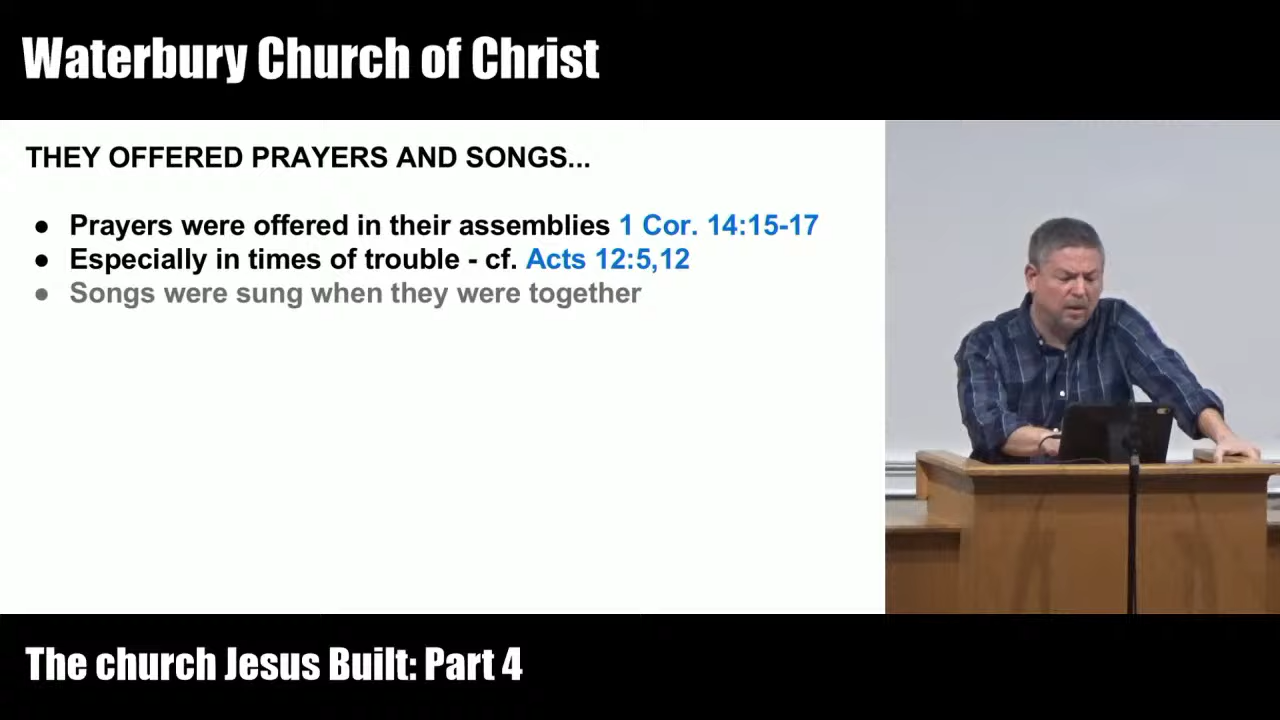 Waterbury Church of Christ
THEY OFFERED PRAYERS AND SONGS...
● Prayers were offered in their assemblies 1 Cor. 14:15-17
● Especially in times of trouble - cf. Acts 12:5,12
● Songs were sung when they were together
The church Jesus Built: Part 4